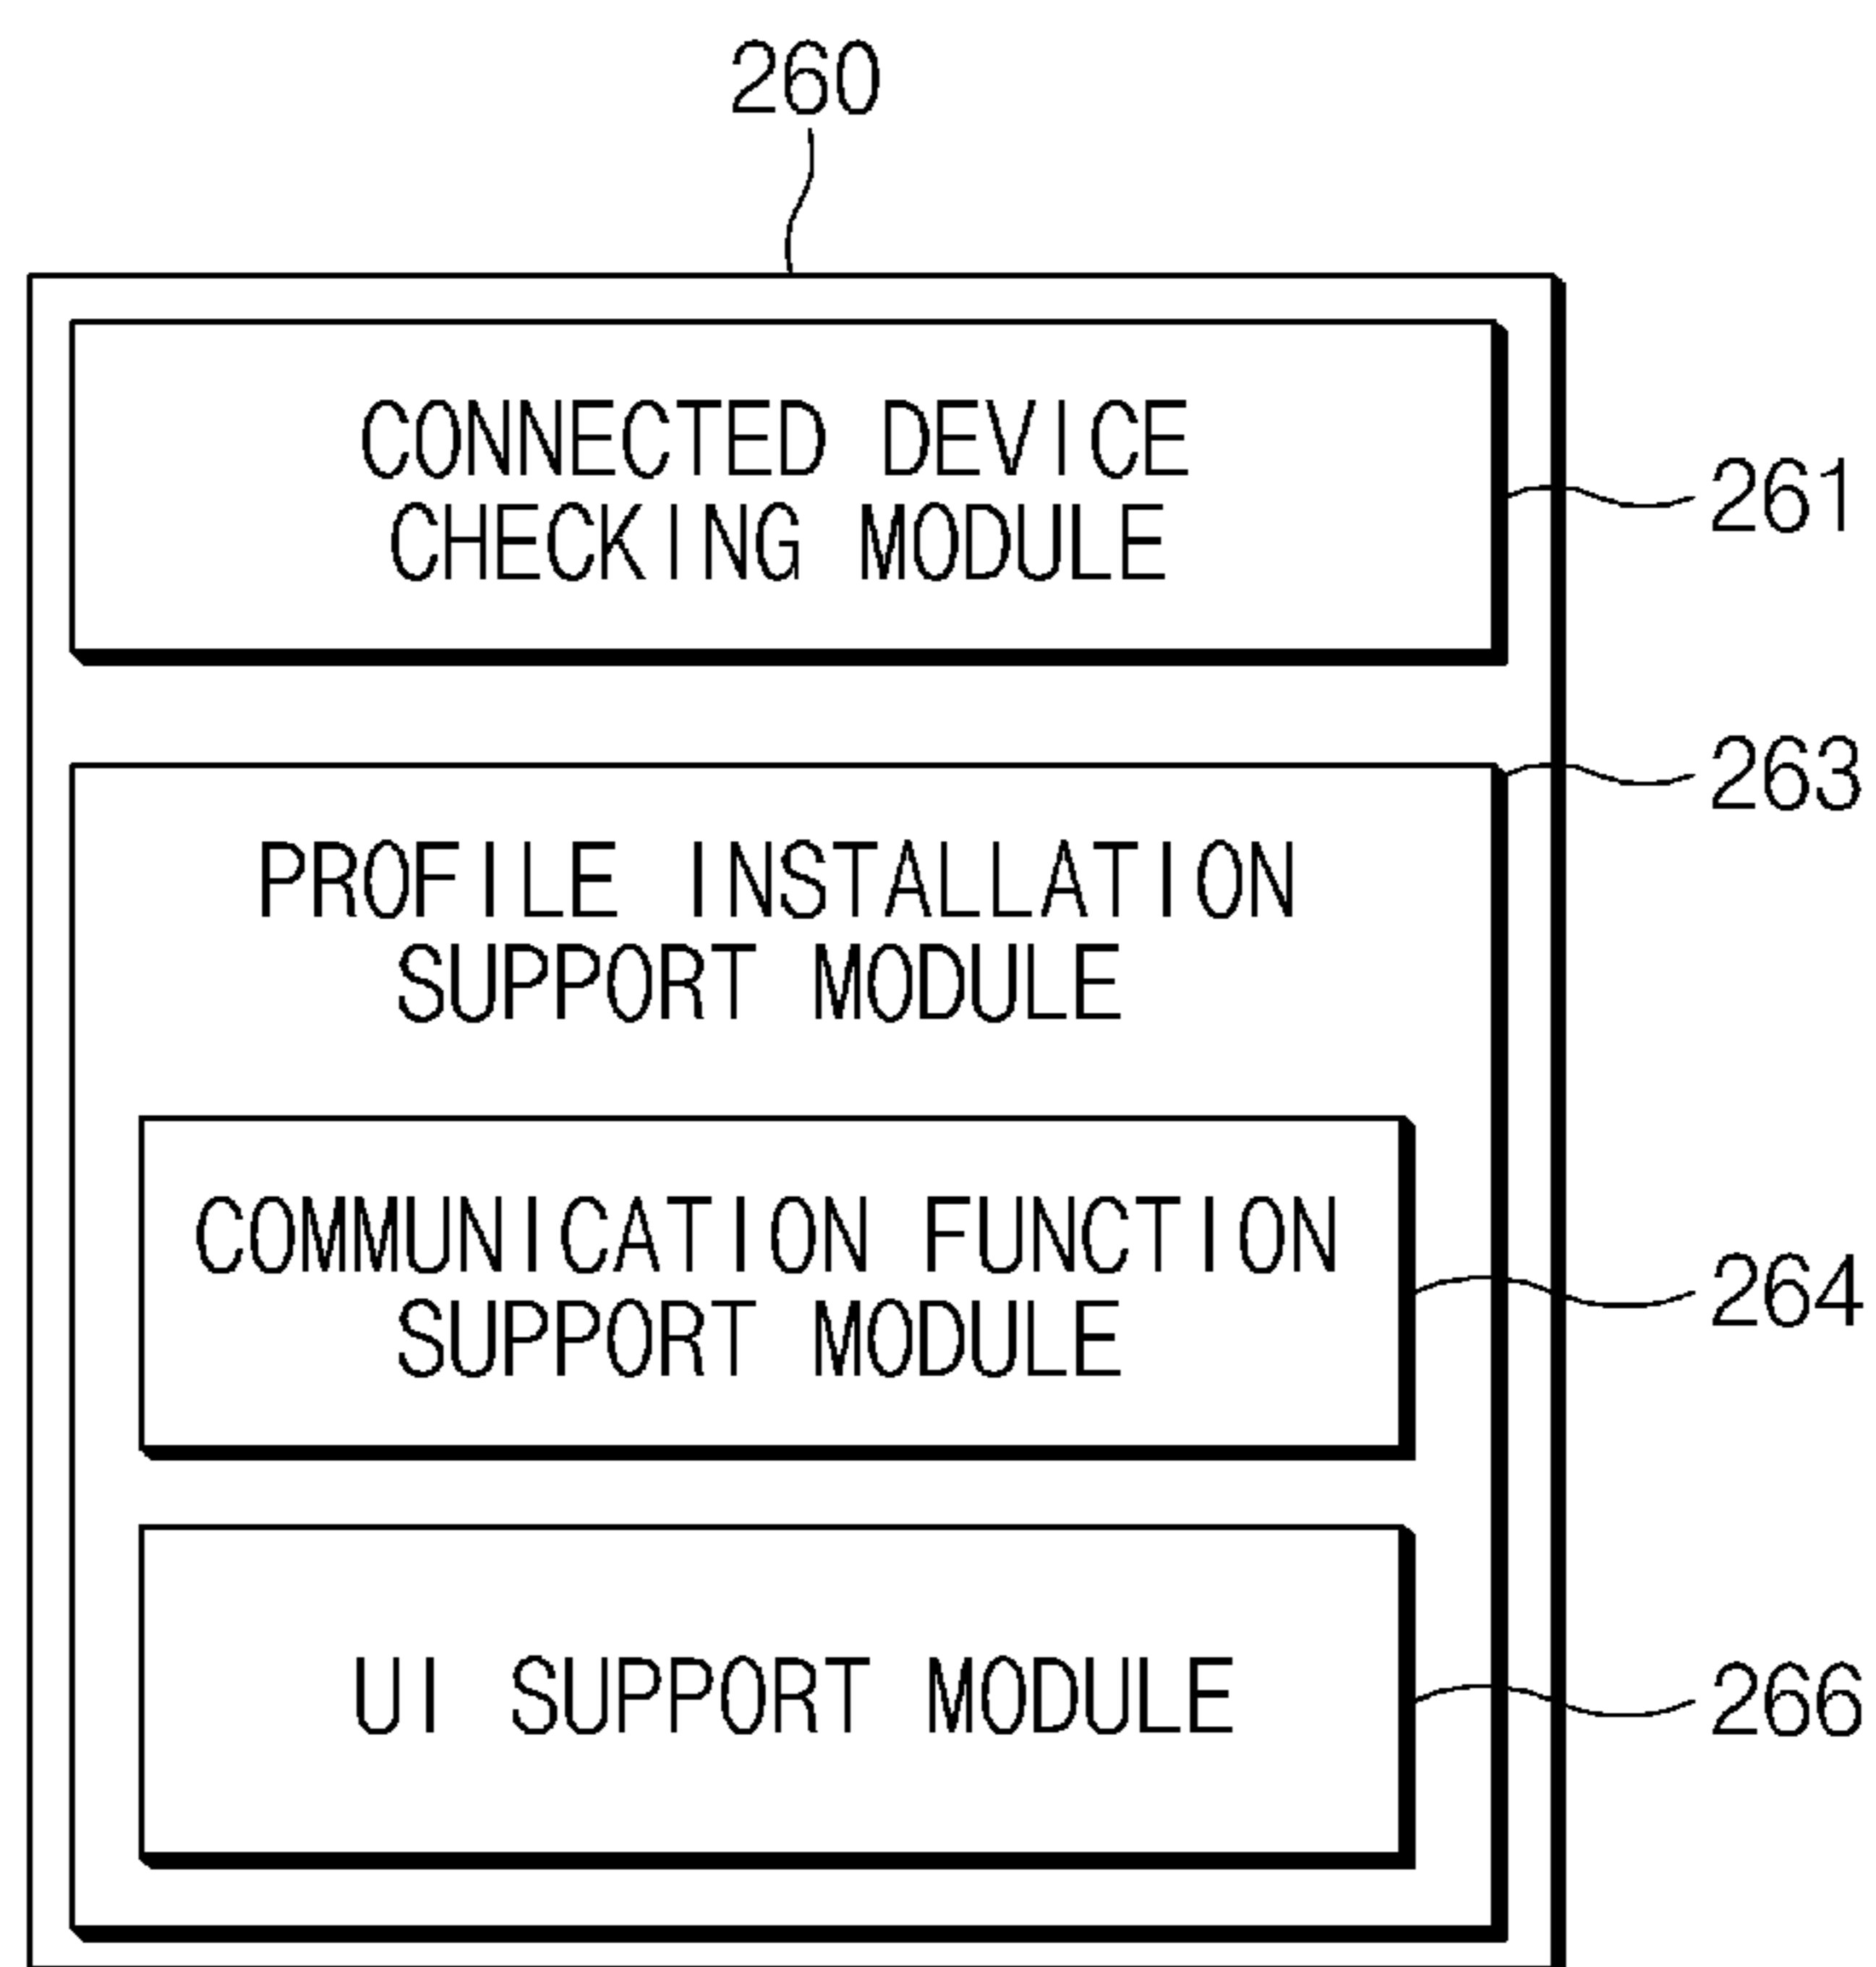 260
CONNECTED DEVICE
CHECKING MODULE
261
263
PROFILE INSTALLATION
SUPPORT MODULE
COMMUNICATION FUNCTION
SUPPORT MODULE
264
UI SUPPORT MODULE
266